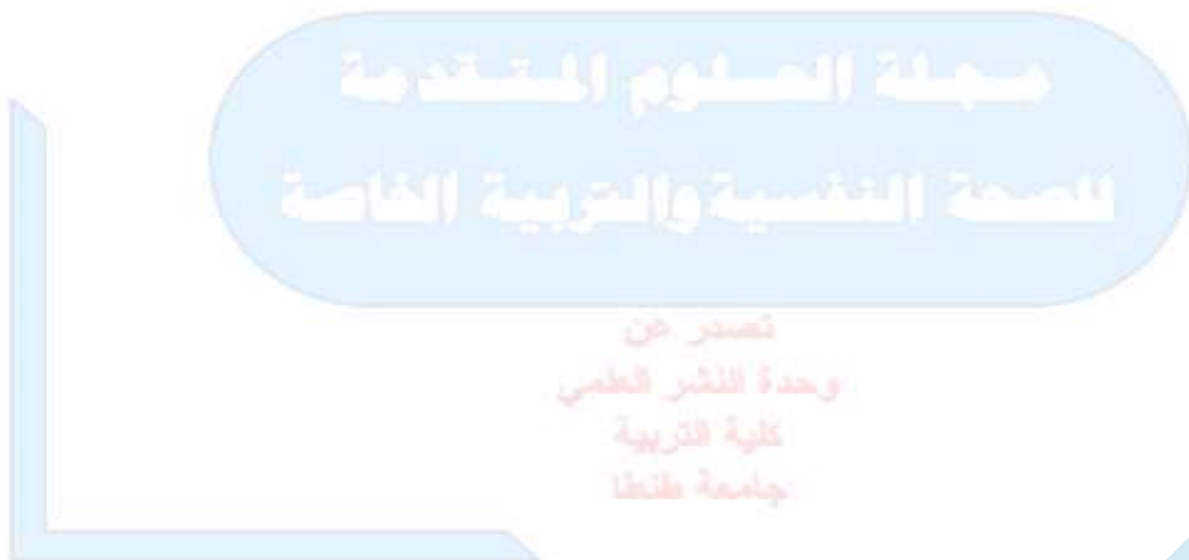 مجلة العلوم المتقدمة
للصحة النفسية والتربية الخاصة
تصدر عن
وحدة النشر العلمي
كلية التربية
جامعة طنطا